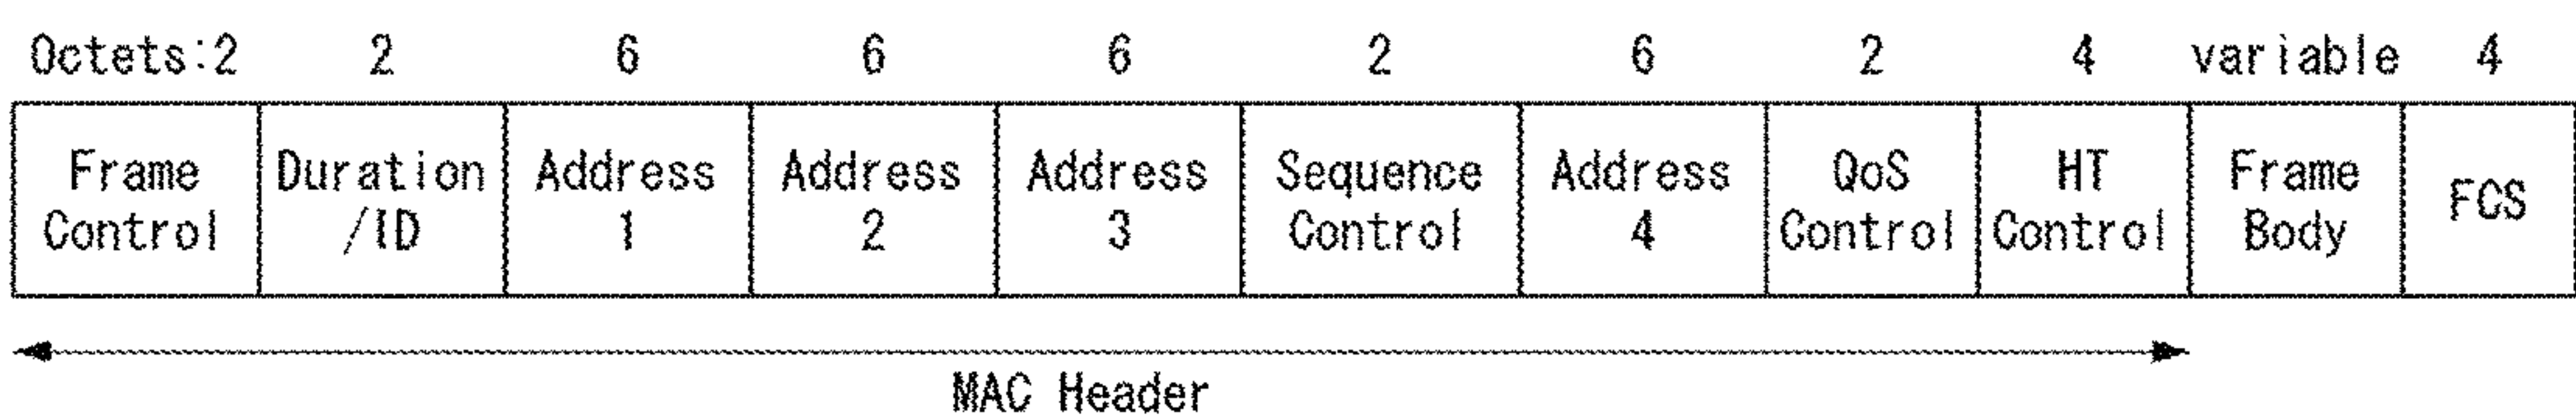 Octets:2 2 6 6 6 2 6 2 4 variable 4
Frame Duration Address Address Address Sequence Address QoS HT Frame FCS
Control /ID 1 2 3 Control 4 Control Control Body
MAC Header